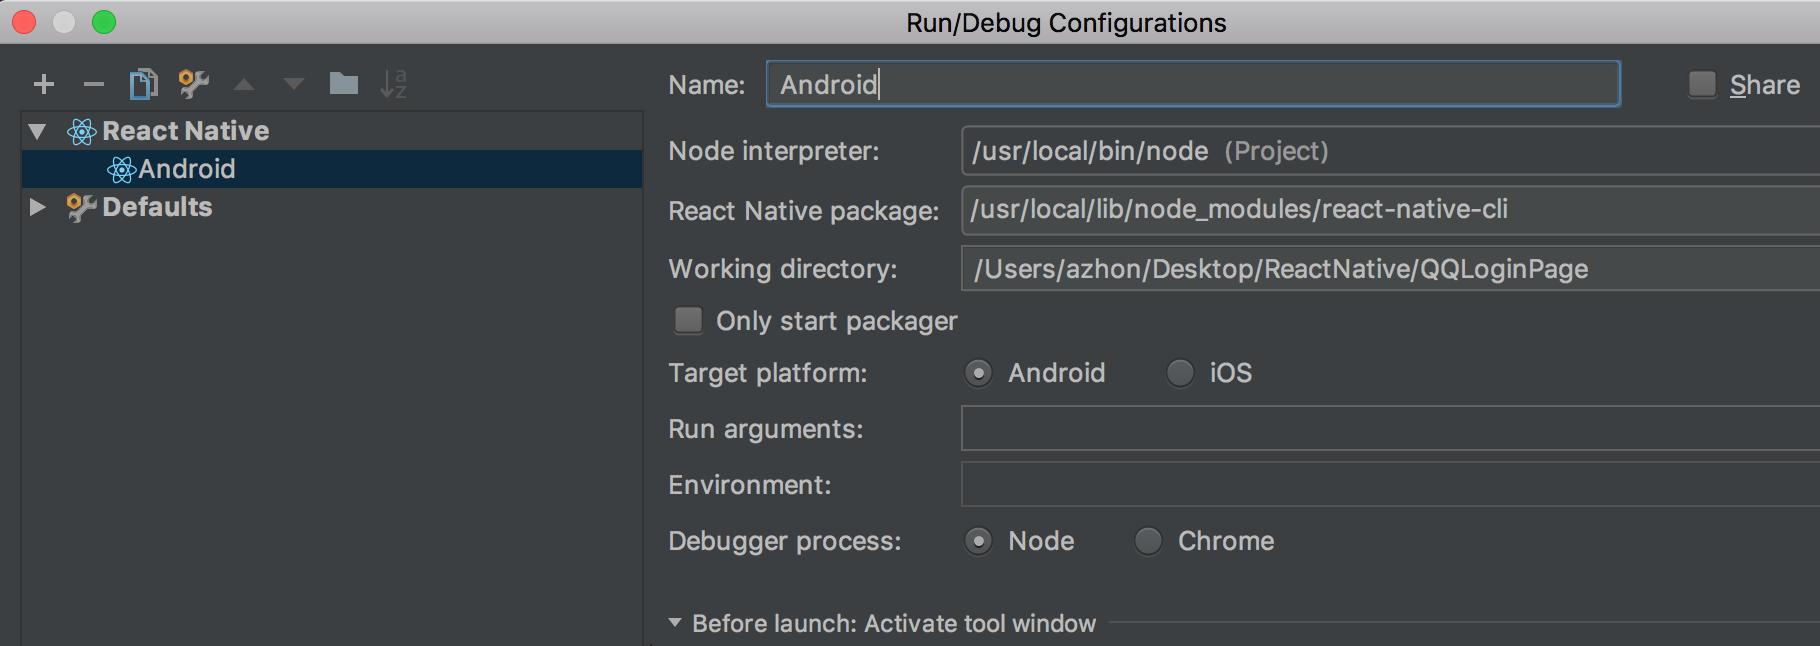 Run/Debug Configurations
Name: Android Share
React Native
Android
Defaults
Node interpreter: /usr/local/bin/node (Project)
React Native package: /usr/local/lib/node_modules/react-native-cli
Working directory: /Users/azhon/Desktop/ReactNative/QQLoginPage
Only start packager
Target platform: Android iOS
Run arguments:
Environment:
Debugger process: Node Chrome
Before launch: Activate tool window